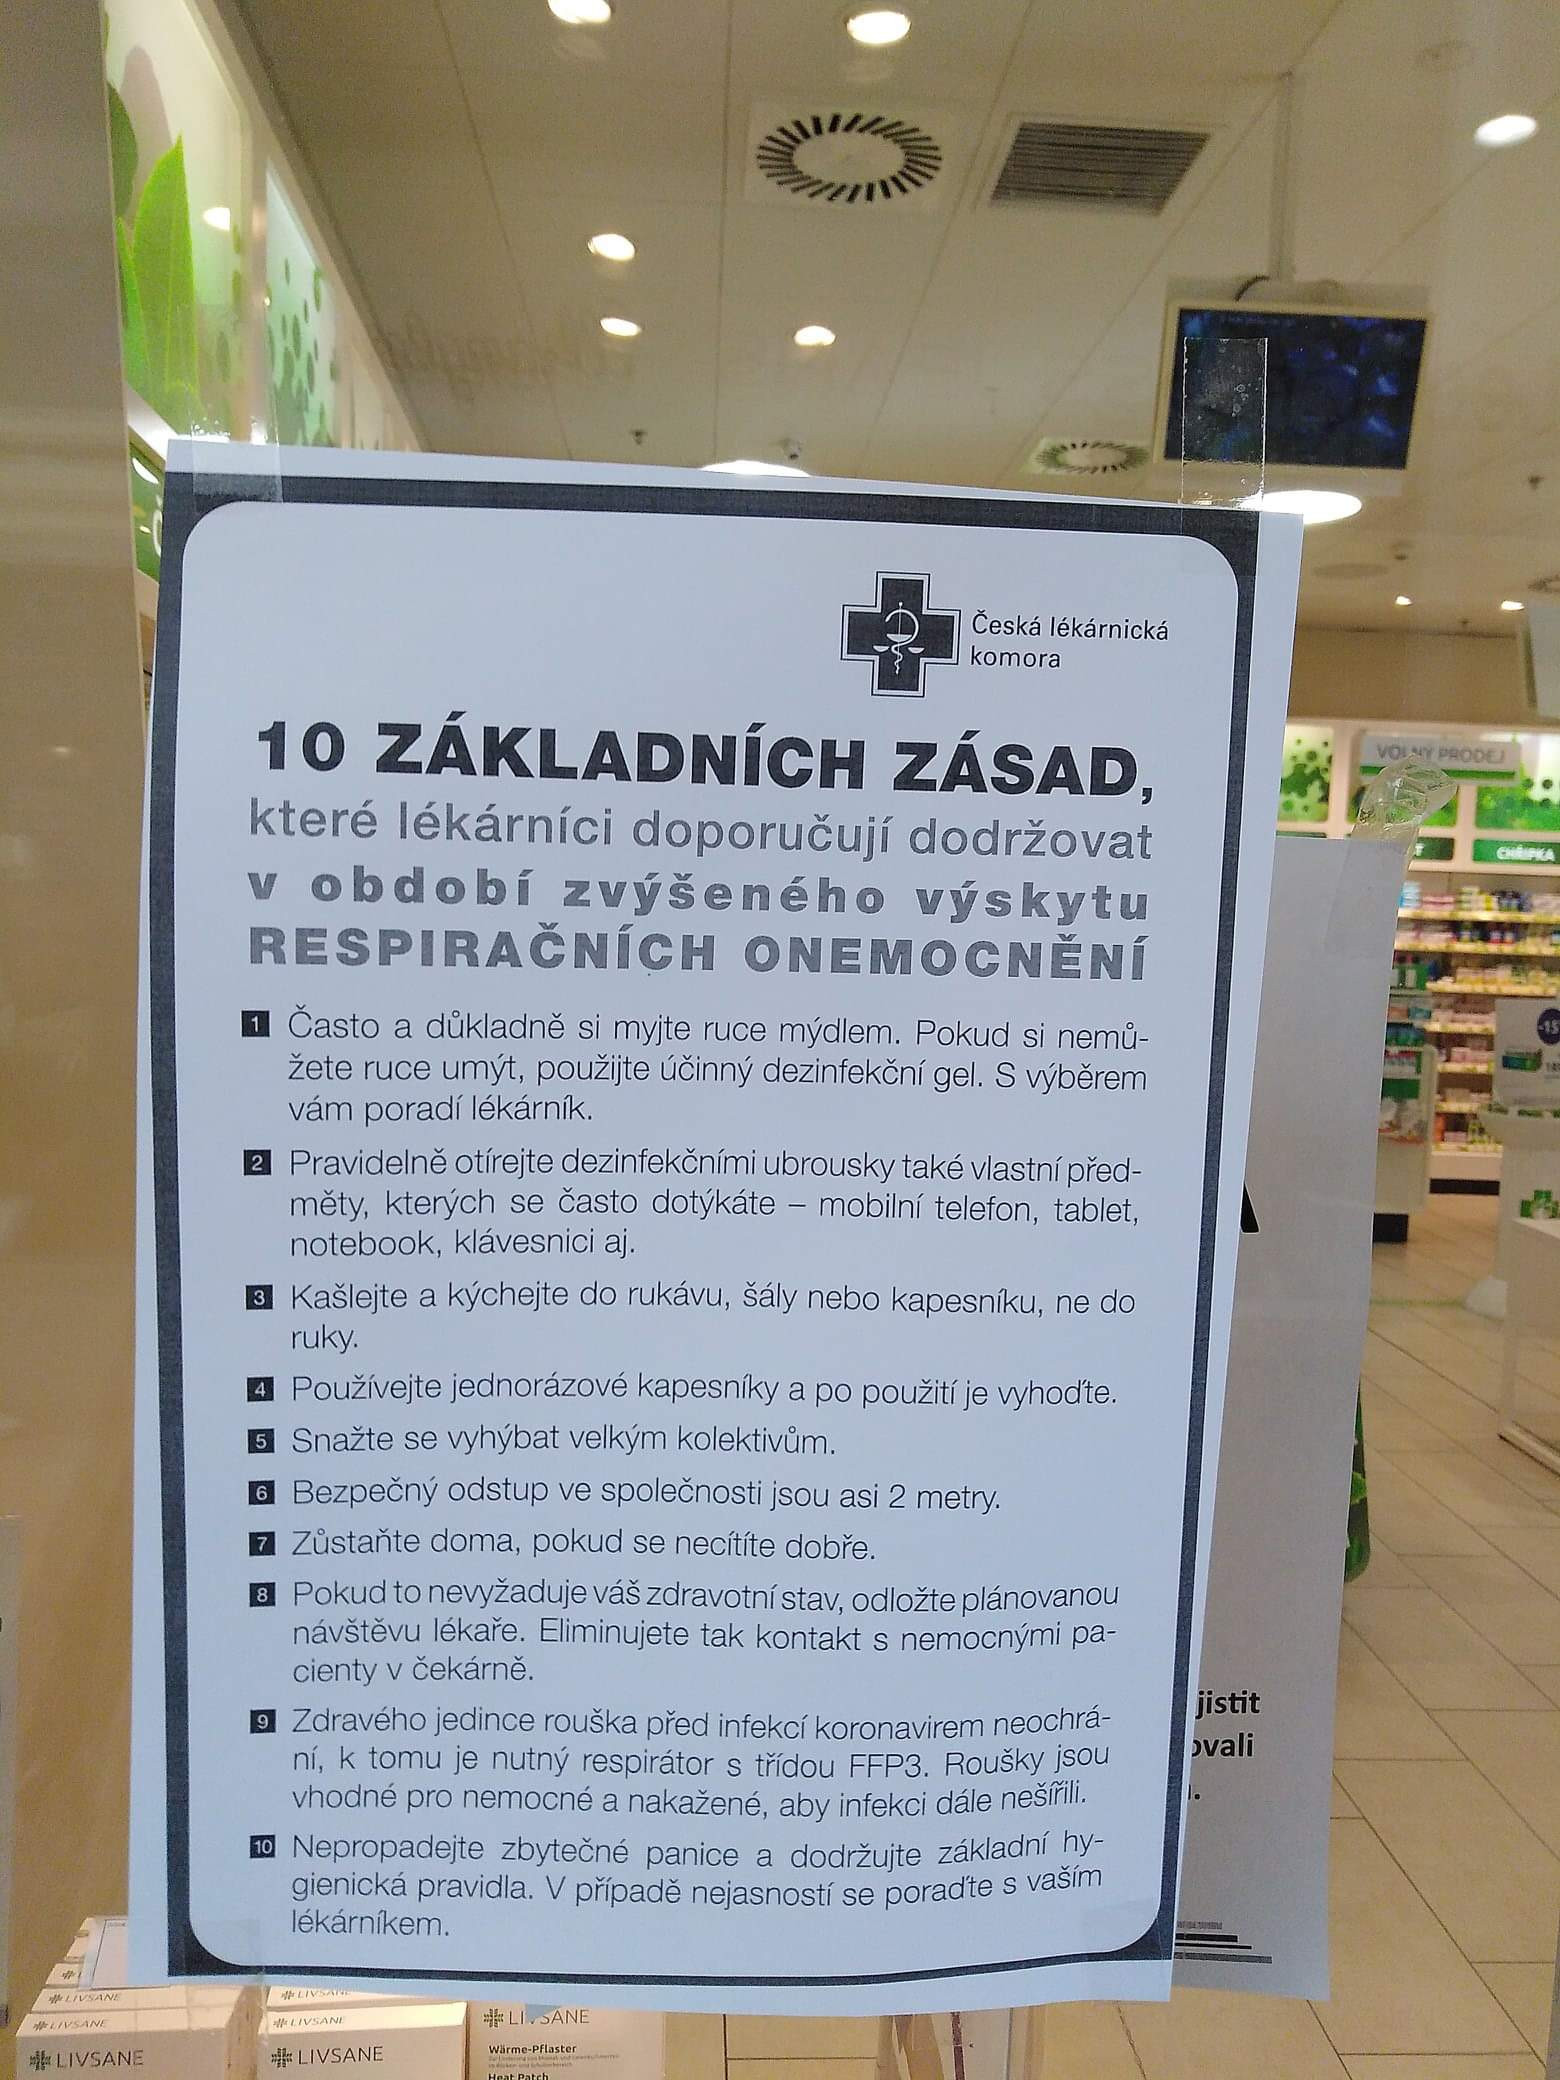 Česká lékárnická
komora
10 ZÁKLADNÍCH ZÁSAD,
které lékárníci doporučují dodržovat
v období zvýšeného výskytu
RESPIRAČNÍCH ONEMOCNĚNÍ
1 Často a důkladně si myjte ruce mýdlem. Pokud si nemů-
žete ruce umýt, použijte účinný dezinfekční gel. S výběrem
vám poradí lékárník.
2 Pravidelně otírejte dezinfekčními ubrousky také vlastní před-
měty, kterých se často dotýkáte – mobilní telefon, tablet,
notebook, klávesnici aj.
3 Kašlejte a kýchejte do rukávu, šály nebo kapesníku, ne do
ruky.
4 Používejte jednorázové kapesníky a po použití je vyhoďte.
5 Snažte se vyhýbat velkým kolektivům.
6 Bezpečný odstup ve společnosti jsou asi 2 metry.
7 Zůstaňte doma, pokud se necítíte dobře.
8 Pokud to nevyžaduje váš zdravotní stav, odložte plánovanou
návštěvu lékaře. Eliminujete tak kontakt s nemocnými pa-
cienty v čekárně.
9 Zdravého jedince rouška před infekcí koronavirem neochrá-
ní, k tomu je nutný respirátor s třídou FFP3. Roušky jsou
vhodné pro nemocné a nakažené, aby infekci dále nešířili.
10 Nepropadejte zbytečné panice a dodržujte základní hy-
gienická pravidla. V případě nejasností se poraďte s vaším
lékárníkem.
VOLNÝ PRODEJ
CHŘIPKA
jistit
ovali
LIVSANE
LIVSANE
LIVSANE
LIVSANE
LIVSANE
LIVSANE
LIVSANE
Wärme-Pflaster
Heat Patch